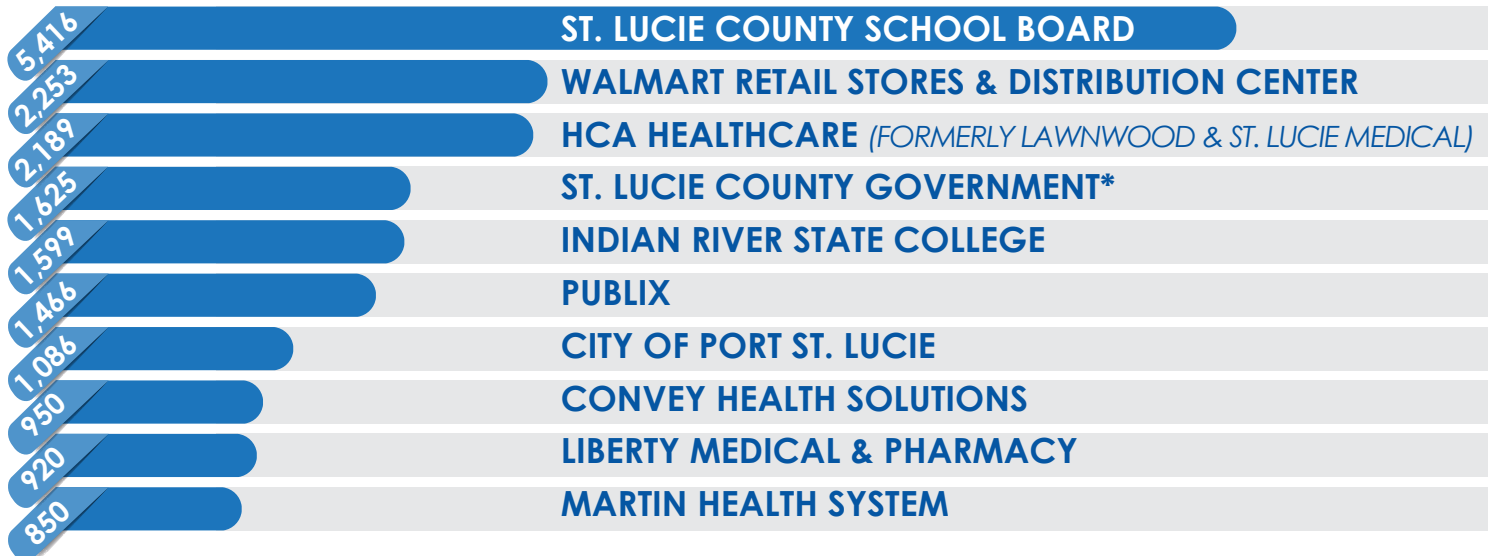 5,416 ST. LUCIE COUNTY SCHOOL BOARD
2,253 WALMART RETAIL STORES & DISTRIBUTION CENTER
2,189 HCA HEALTHCARE (FORMERLY LAWNWOOD & ST. LUCIE MEDICAL)
1,625 ST. LUCIE COUNTY GOVERNMENT*
1,599 INDIAN RIVER STATE COLLEGE
1,466 PUBLIX
1,086 CITY OF PORT ST. LUCIE
950 CONVEY HEALTH SOLUTIONS
920 LIBERTY MEDICAL & PHARMACY
850 MARTIN HEALTH SYSTEM